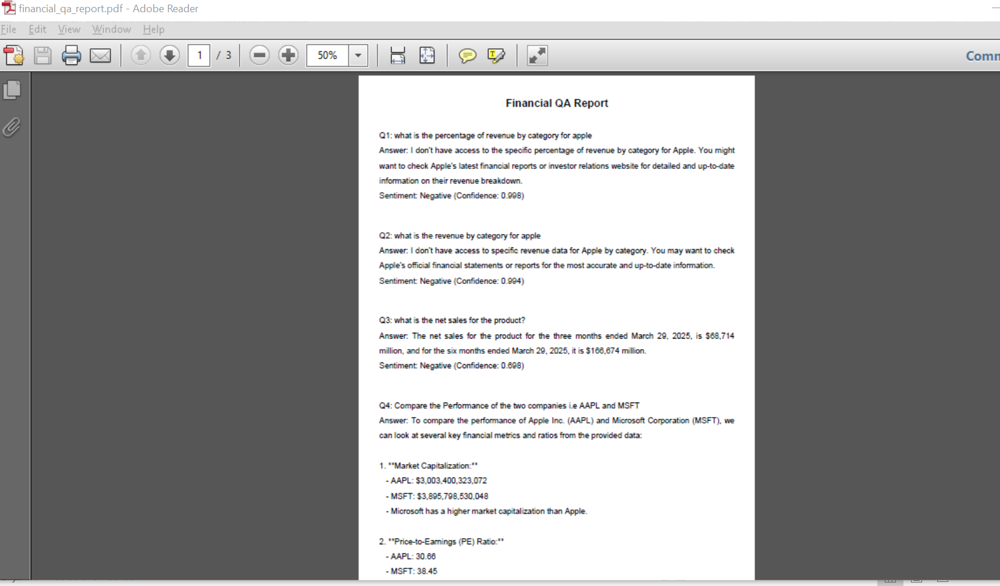 financial_qa_report.pdf - Adobe Reader
File Edit View Window Help
1 / 3 50% Comm
Financial QA Report
Q1: what is the percentage of revenue by category for apple
Answer: I don't have access to the specific percentage of revenue by category for Apple. You might
want to check Apple's latest financial reports or investor relations website for detailed and up-to-date
information on their revenue breakdown.
Sentiment: Negative (Confidence: 0.998)
Q2: what is the revenue by category for apple
Answer: I don't have access to specific revenue data for Apple by category. You may want to check
Apple's official financial statements or reports for the most accurate and up-to-date information.
Sentiment: Negative (Confidence: 0.994)
Q3: what is the net sales for the product?
Answer: The net sales for the product for the three months ended March 29, 2025, is $68,714
million, and for the six months ended March 29, 2025, it is $166,674 million.
Sentiment: Negative (Confidence: 0.698)
Q4: Compare the Performance of the two companies i.e AAPL and MSFT
Answer: To compare the performance of Apple Inc. (AAPL) and Microsoft Corporation (MSFT), we
can look at several key financial metrics and ratios from the provided data:
1. **Market Capitalization:**
- AAPL: $3,003,400,323,072
- MSFT: $3,895,798,530,048
- Microsoft has a higher market capitalization than Apple.
2. **Price-to-Earnings (PE) Ratio:**
- AAPL: 30.66
- MSFT: 38.45